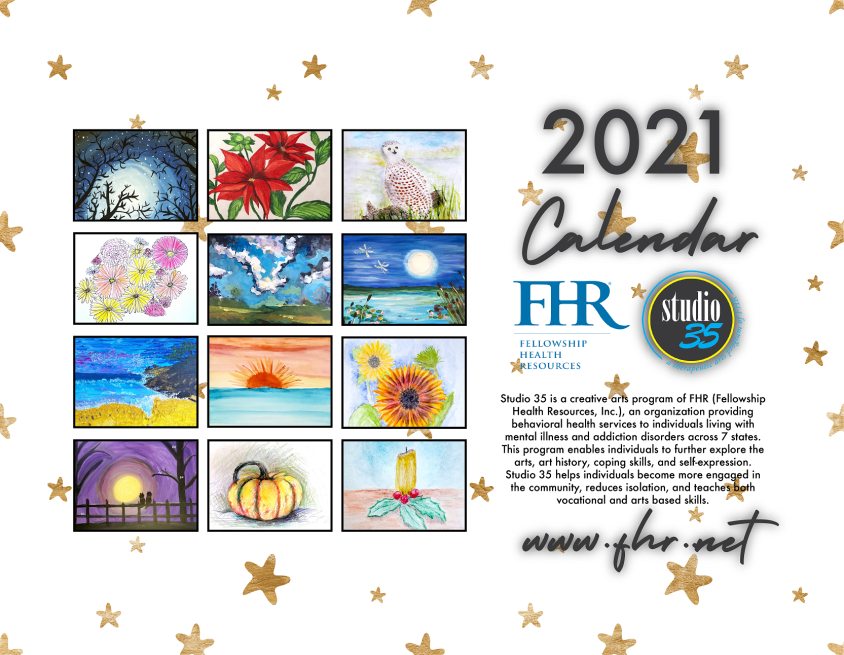 2021
Calendar
FHR
FELLOWSHIP
HEALTH
RESOURCES
studio
35
Studio 35 is a creative arts program of FHR (Fellowship
Health Resources, Inc.), an organization providing
behavioral health services to individuals living with
mental illness and addiction disorders across 7 states.
This program enables individuals to further explore the
arts, art history, coping skills, and self-expression.
Studio 35 helps individuals become more engaged in
the community, reduces isolation, and teaches both
vocational and arts based skills.
www.fhr.net